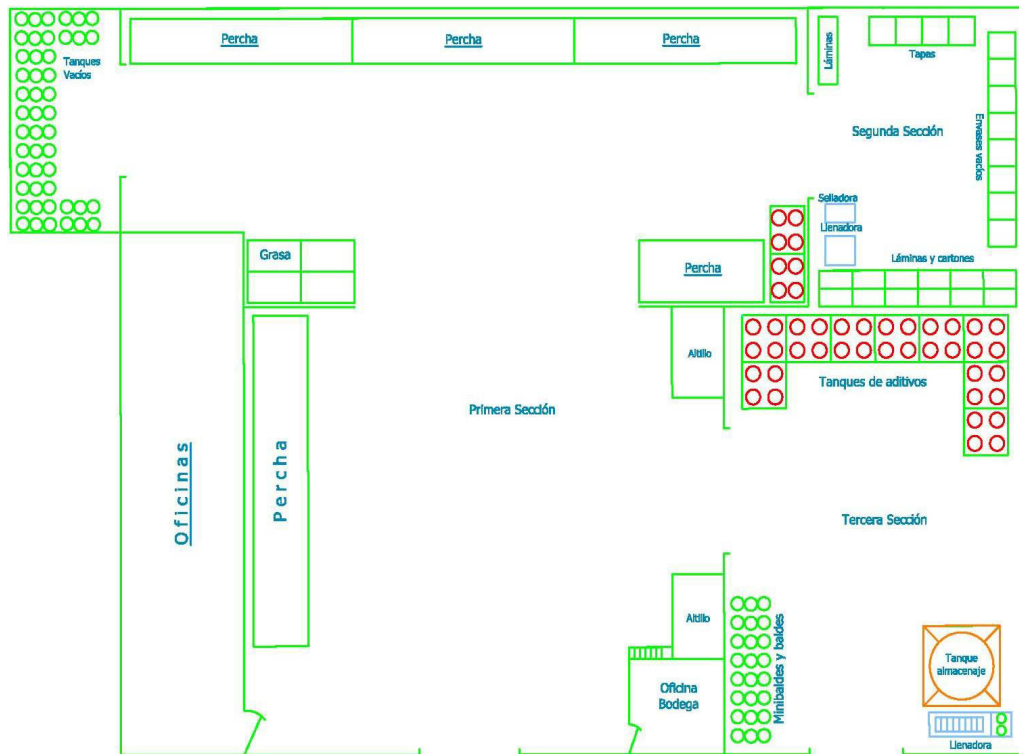 Percha
Percha
Percha
Láminas
Tapas
Tanques
Vacíos
Envases vacíos
Segunda Sección
Selladora
Llenadora
Grasa
Percha
Láminas y cartones
Altillo
Tanques de aditivos
Primera Sección
Oficinas
Percha
Tercera Sección
Altillo
Minibaldes y baldes
Oficina
Bodega
Tanque
almacenaje
Llenadora